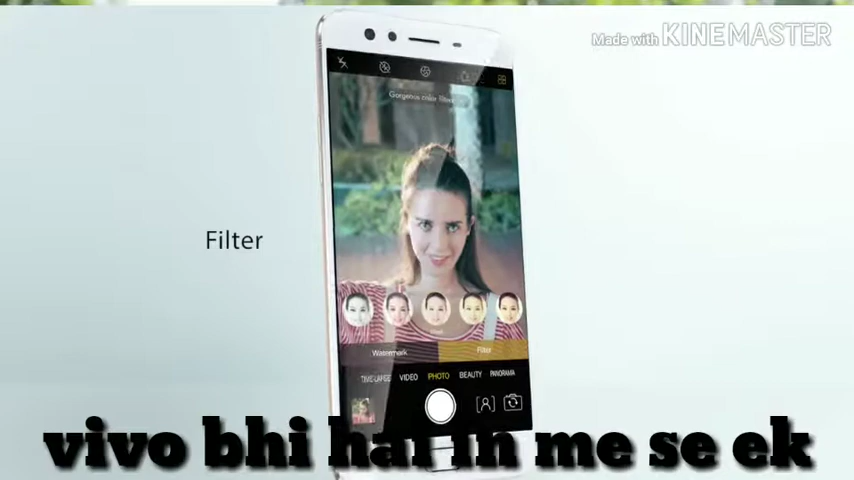 Made with KINEMASTER
Gorgeous color filters
Filter
Watermark Filter
TIME-LAPSE VIDEO PHOTO BEAUTY PANORAMA
vivo bhi hai in me se ek